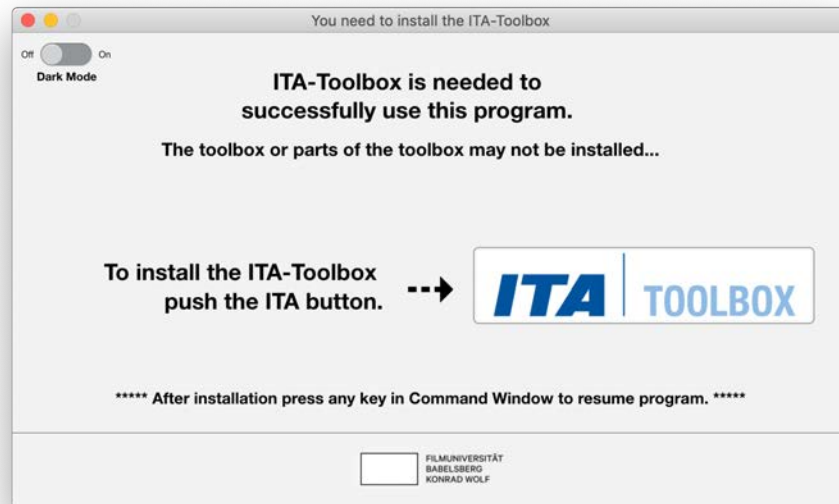 You need to install the ITA-Toolbox
Off On
Dark Mode
ITA-Toolbox is needed to
successfully use this program.
The toolbox or parts of the toolbox may not be installed...
To install the ITA-Toolbox
push the ITA button.
ITA TOOLBOX
***** After installation press any key in Command Window to resume program. *****
FILMUNIVERSITÄT
BABELSBERG
KONRAD WOLF